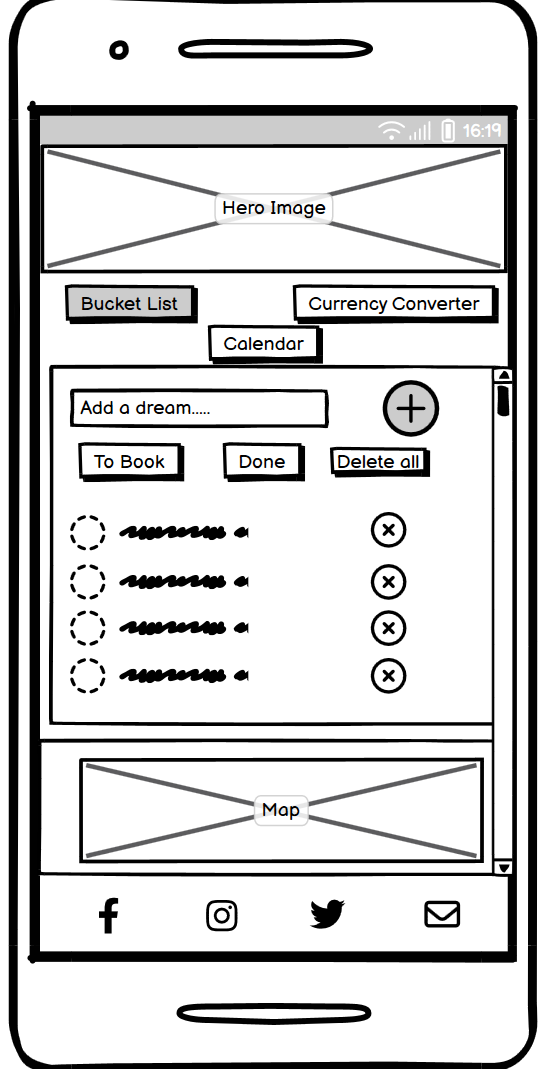 16:19
Hero Image
Bucket List
Currency Converter
Calendar
Add a dream.....
To Book
Done
Delete all
Map